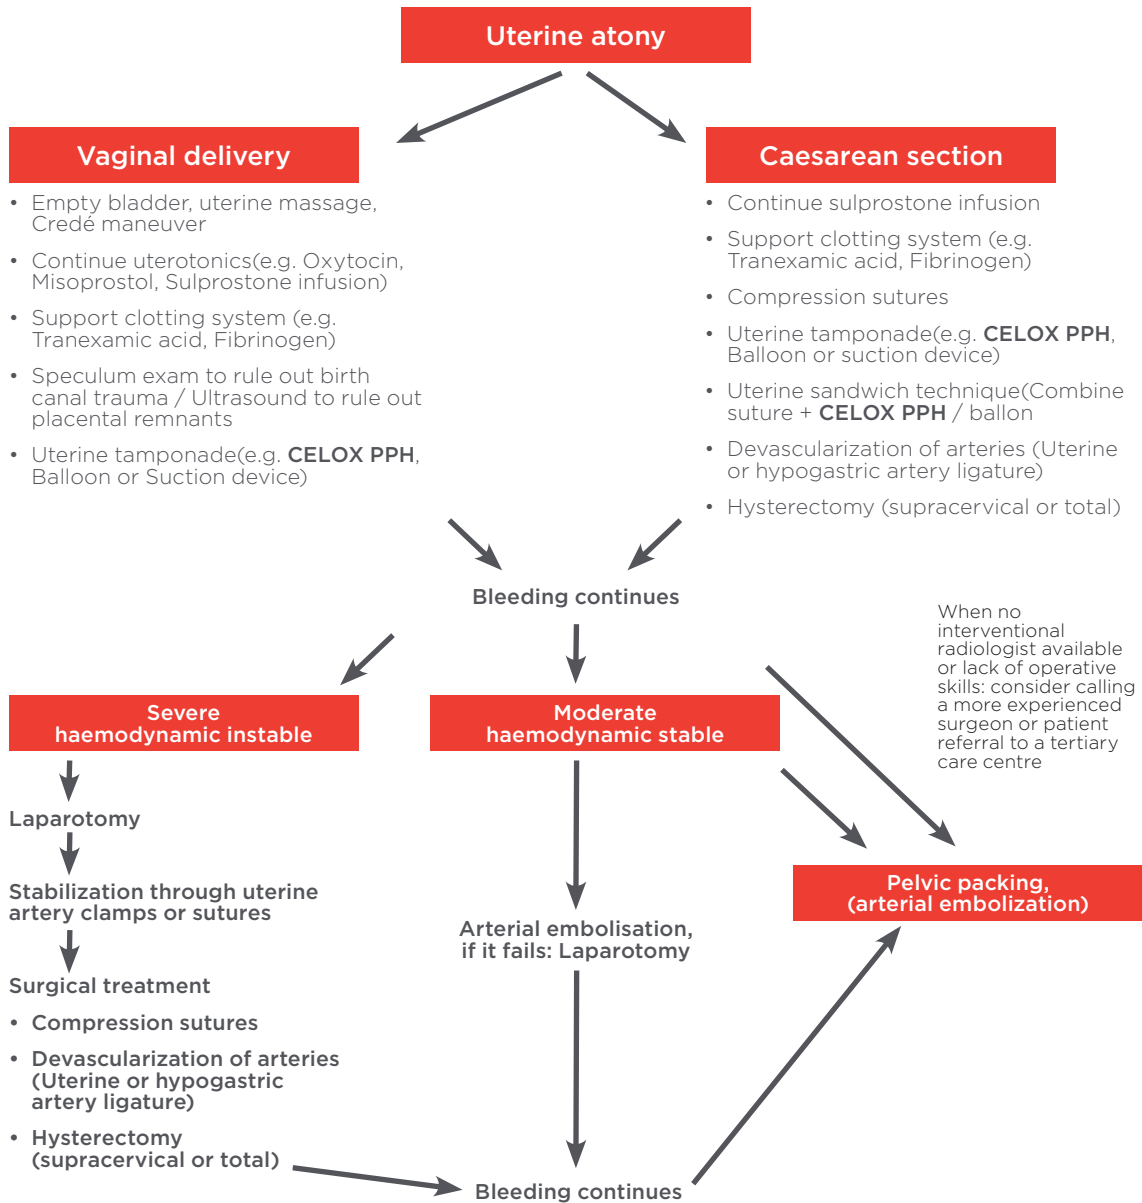 Uterine atony
Vaginal delivery
• Empty bladder, uterine massage,
Credé maneuver
• Continue uterotonics(e.g. Oxytocin,
Misoprostol, Sulprostone infusion)
• Support clotting system (e.g.
Tranexamic acid, Fibrinogen)
• Speculum exam to rule out birth
canal trauma / Ultrasound to rule out
placental remnants
• Uterine tamponade(e.g. CELOX PPH,
Balloon or Suction device)
Caesarean section
• Continue sulprostone infusion
• Support clotting system (e.g.
Tranexamic acid, Fibrinogen)
• Compression sutures
• Uterine tamponade(e.g. CELOX PPH,
Balloon or suction device)
• Uterine sandwich technique(Combine
suture + CELOX PPH / ballon
• Devascularization of arteries (Uterine
or hypogastric artery ligature)
• Hysterectomy (supracervical or total)
Bleeding continues
When no
interventional
radiologist available
or lack of operative
skills: consider calling
a more experienced
surgeon or patient
referral to a tertiary
care centre
Severe
haemodynamic instable
Laparotomy
Stabilization through uterine
artery clamps or sutures
Surgical treatment
• Compression sutures
• Devascularization of arteries
(Uterine or hypogastric
artery ligature)
• Hysterectomy
(supracervical or total)
Moderate
haemodynamic stable
Arterial embolisation,
if it fails: Laparotomy
Bleeding continues
Pelvic packing,
(arterial embolization)